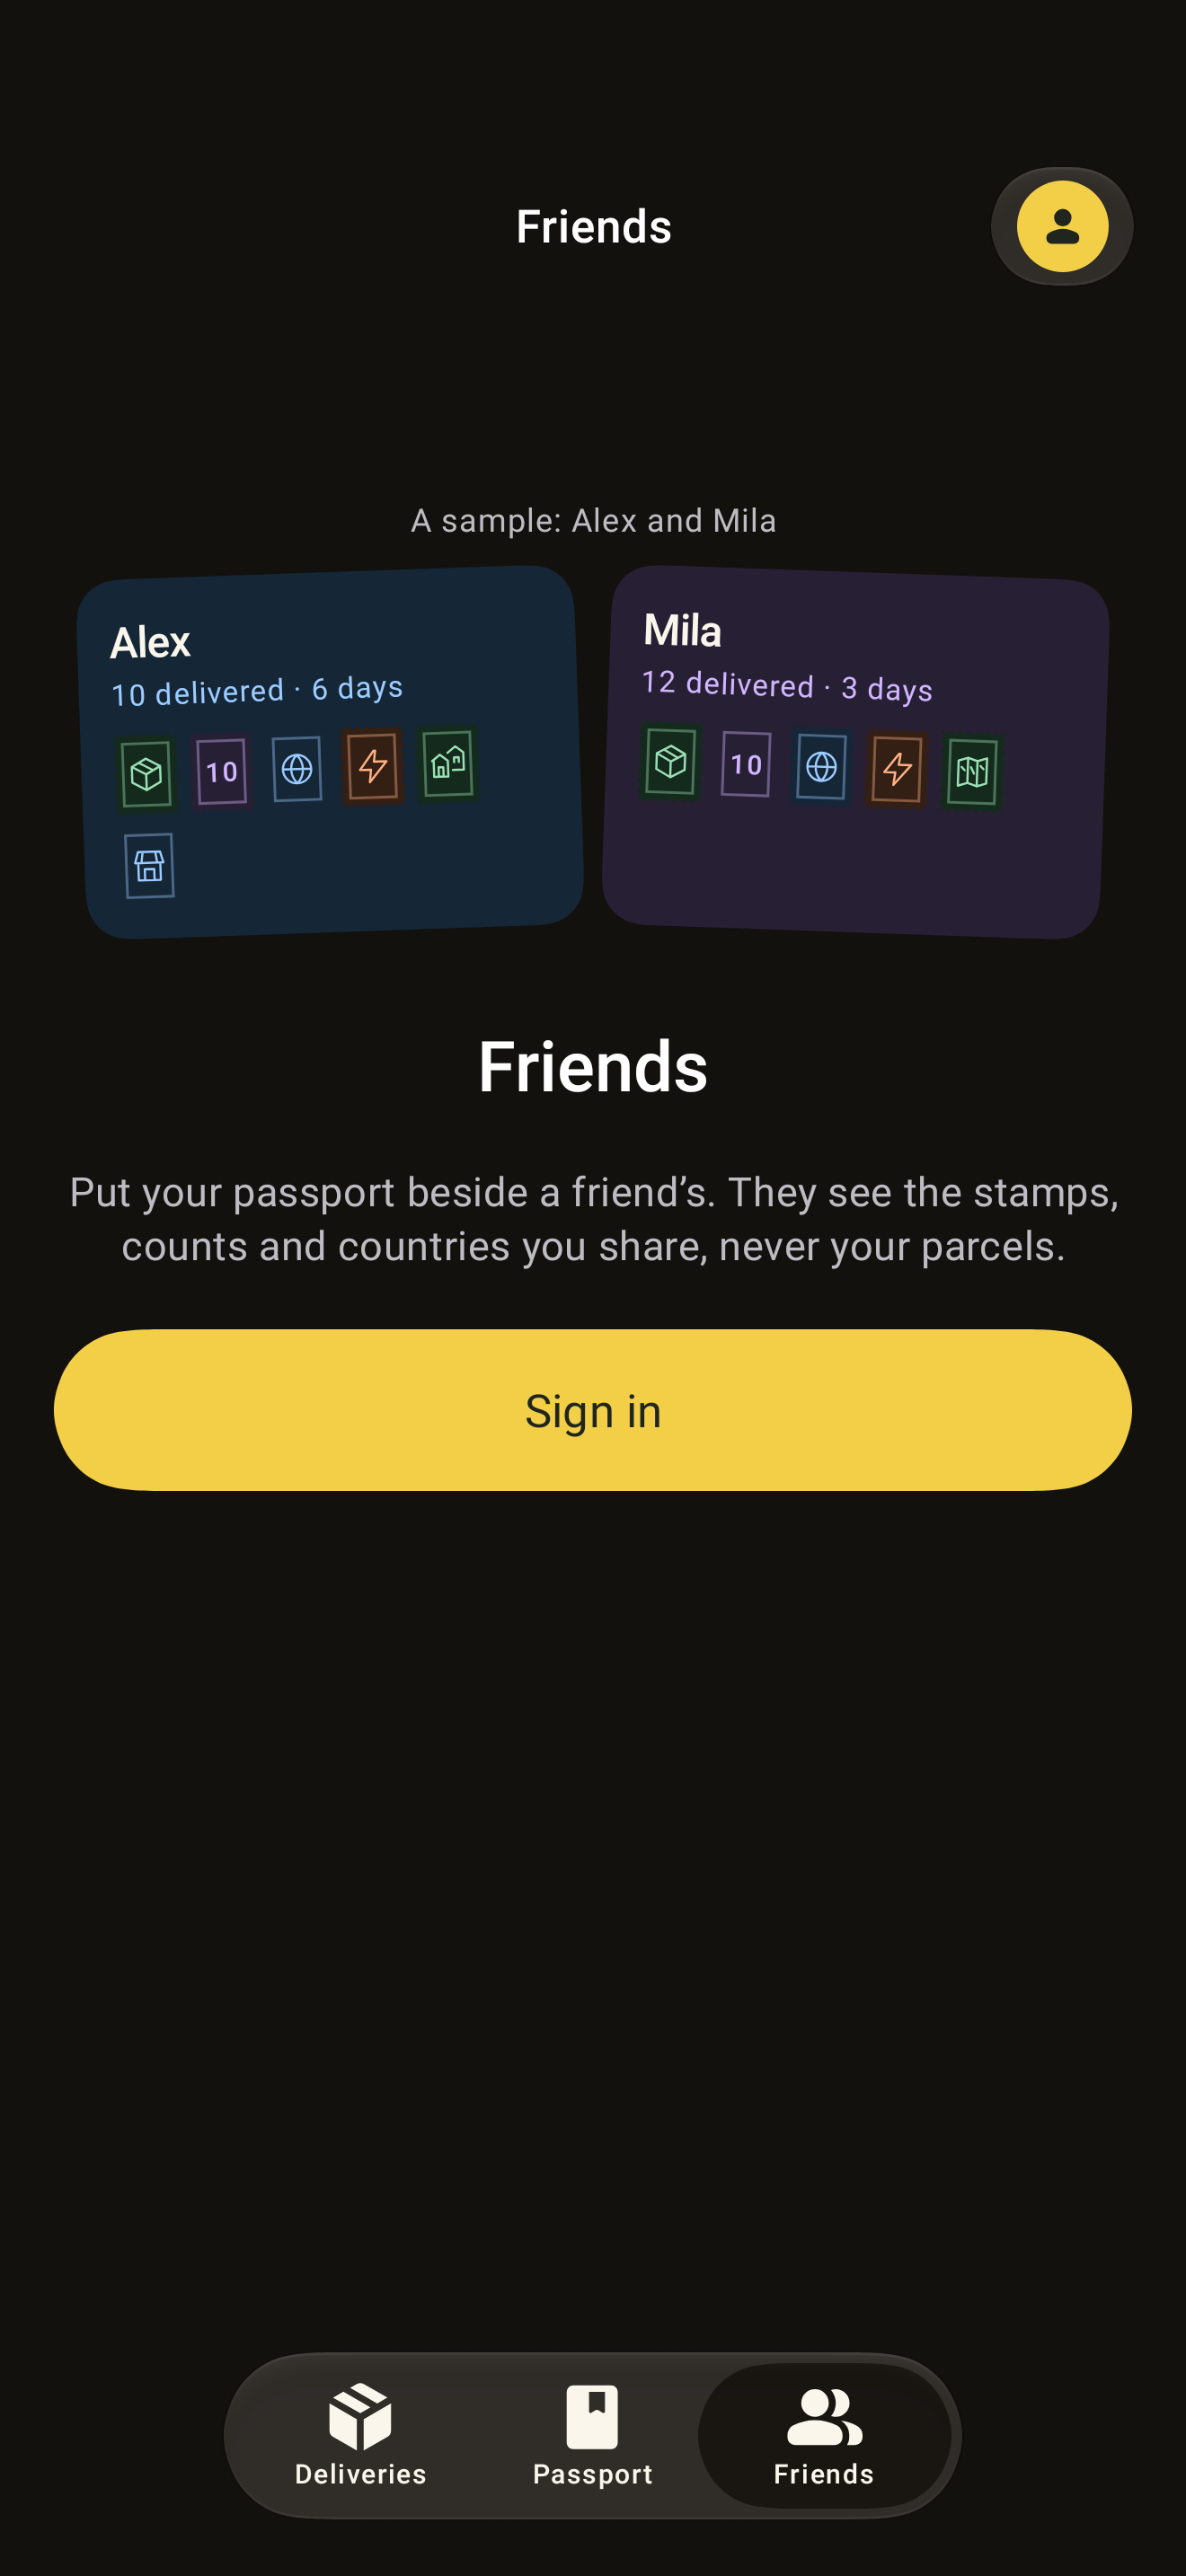 Friends
A sample: Alex and Mila
Alex
10 delivered · 6 days
10
Mila
12 delivered · 3 days
10
Friends
Put your passport beside a friend’s. They see the stamps,
counts and countries you share, never your parcels.
Sign in
Deliveries
Passport
Friends